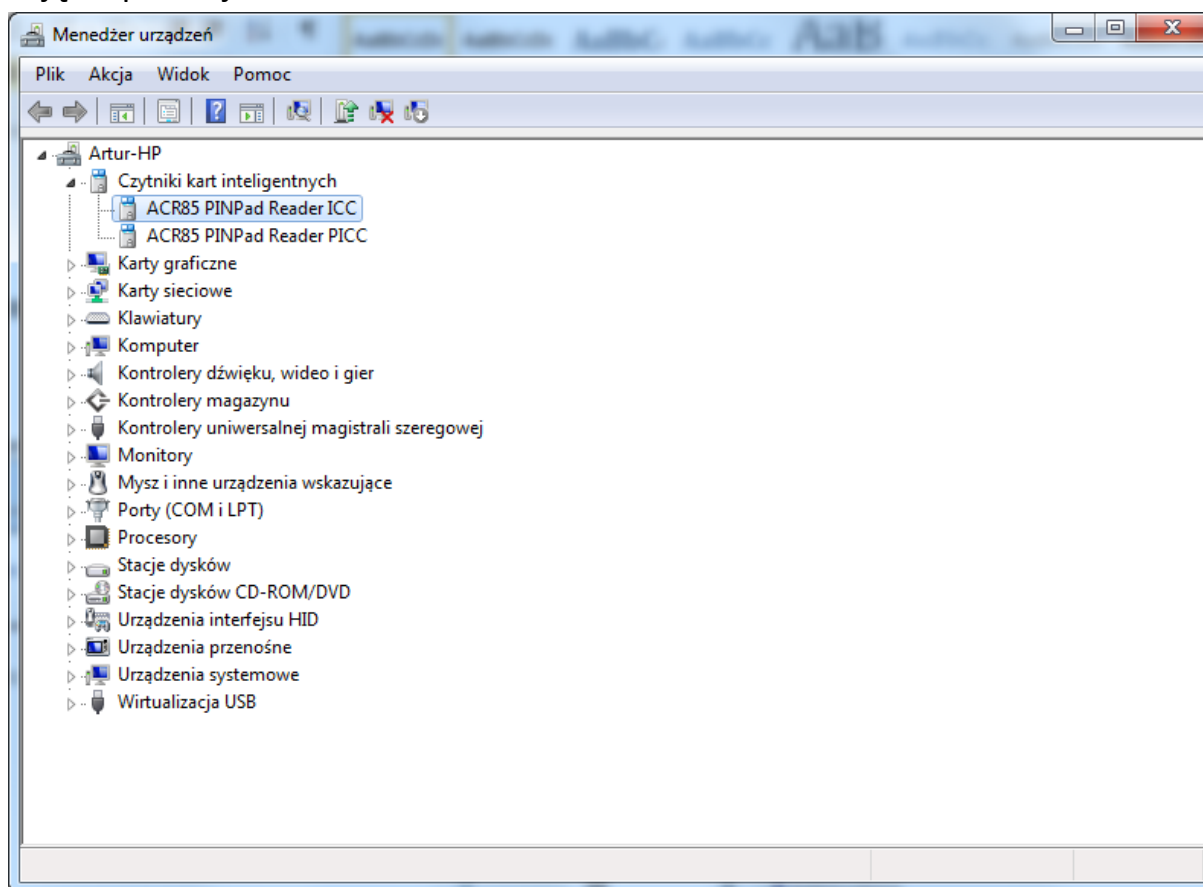 Menedżer urządzeń
Plik Akcja Widok Pomoc
Artur-HP
Czytniki kart inteligentnych
ACR85 PINPad Reader ICC
ACR85 PINPad Reader PICC
Karty graficzne
Karty sieciowe
Klawiatury
Komputer
Kontrolery dźwięku, wideo i gier
Kontrolery magazynu
Kontrolery uniwersalnej magistrali szeregowej
Monitory
Mysz i inne urządzenia wskazujące
Porty (COM i LPT)
Procesory
Stacje dysków
Stacje dysków CD-ROM/DVD
Urządzenia interfejsu HID
Urządzenia przenośne
Urządzenia systemowe
Wirtualizacja USB